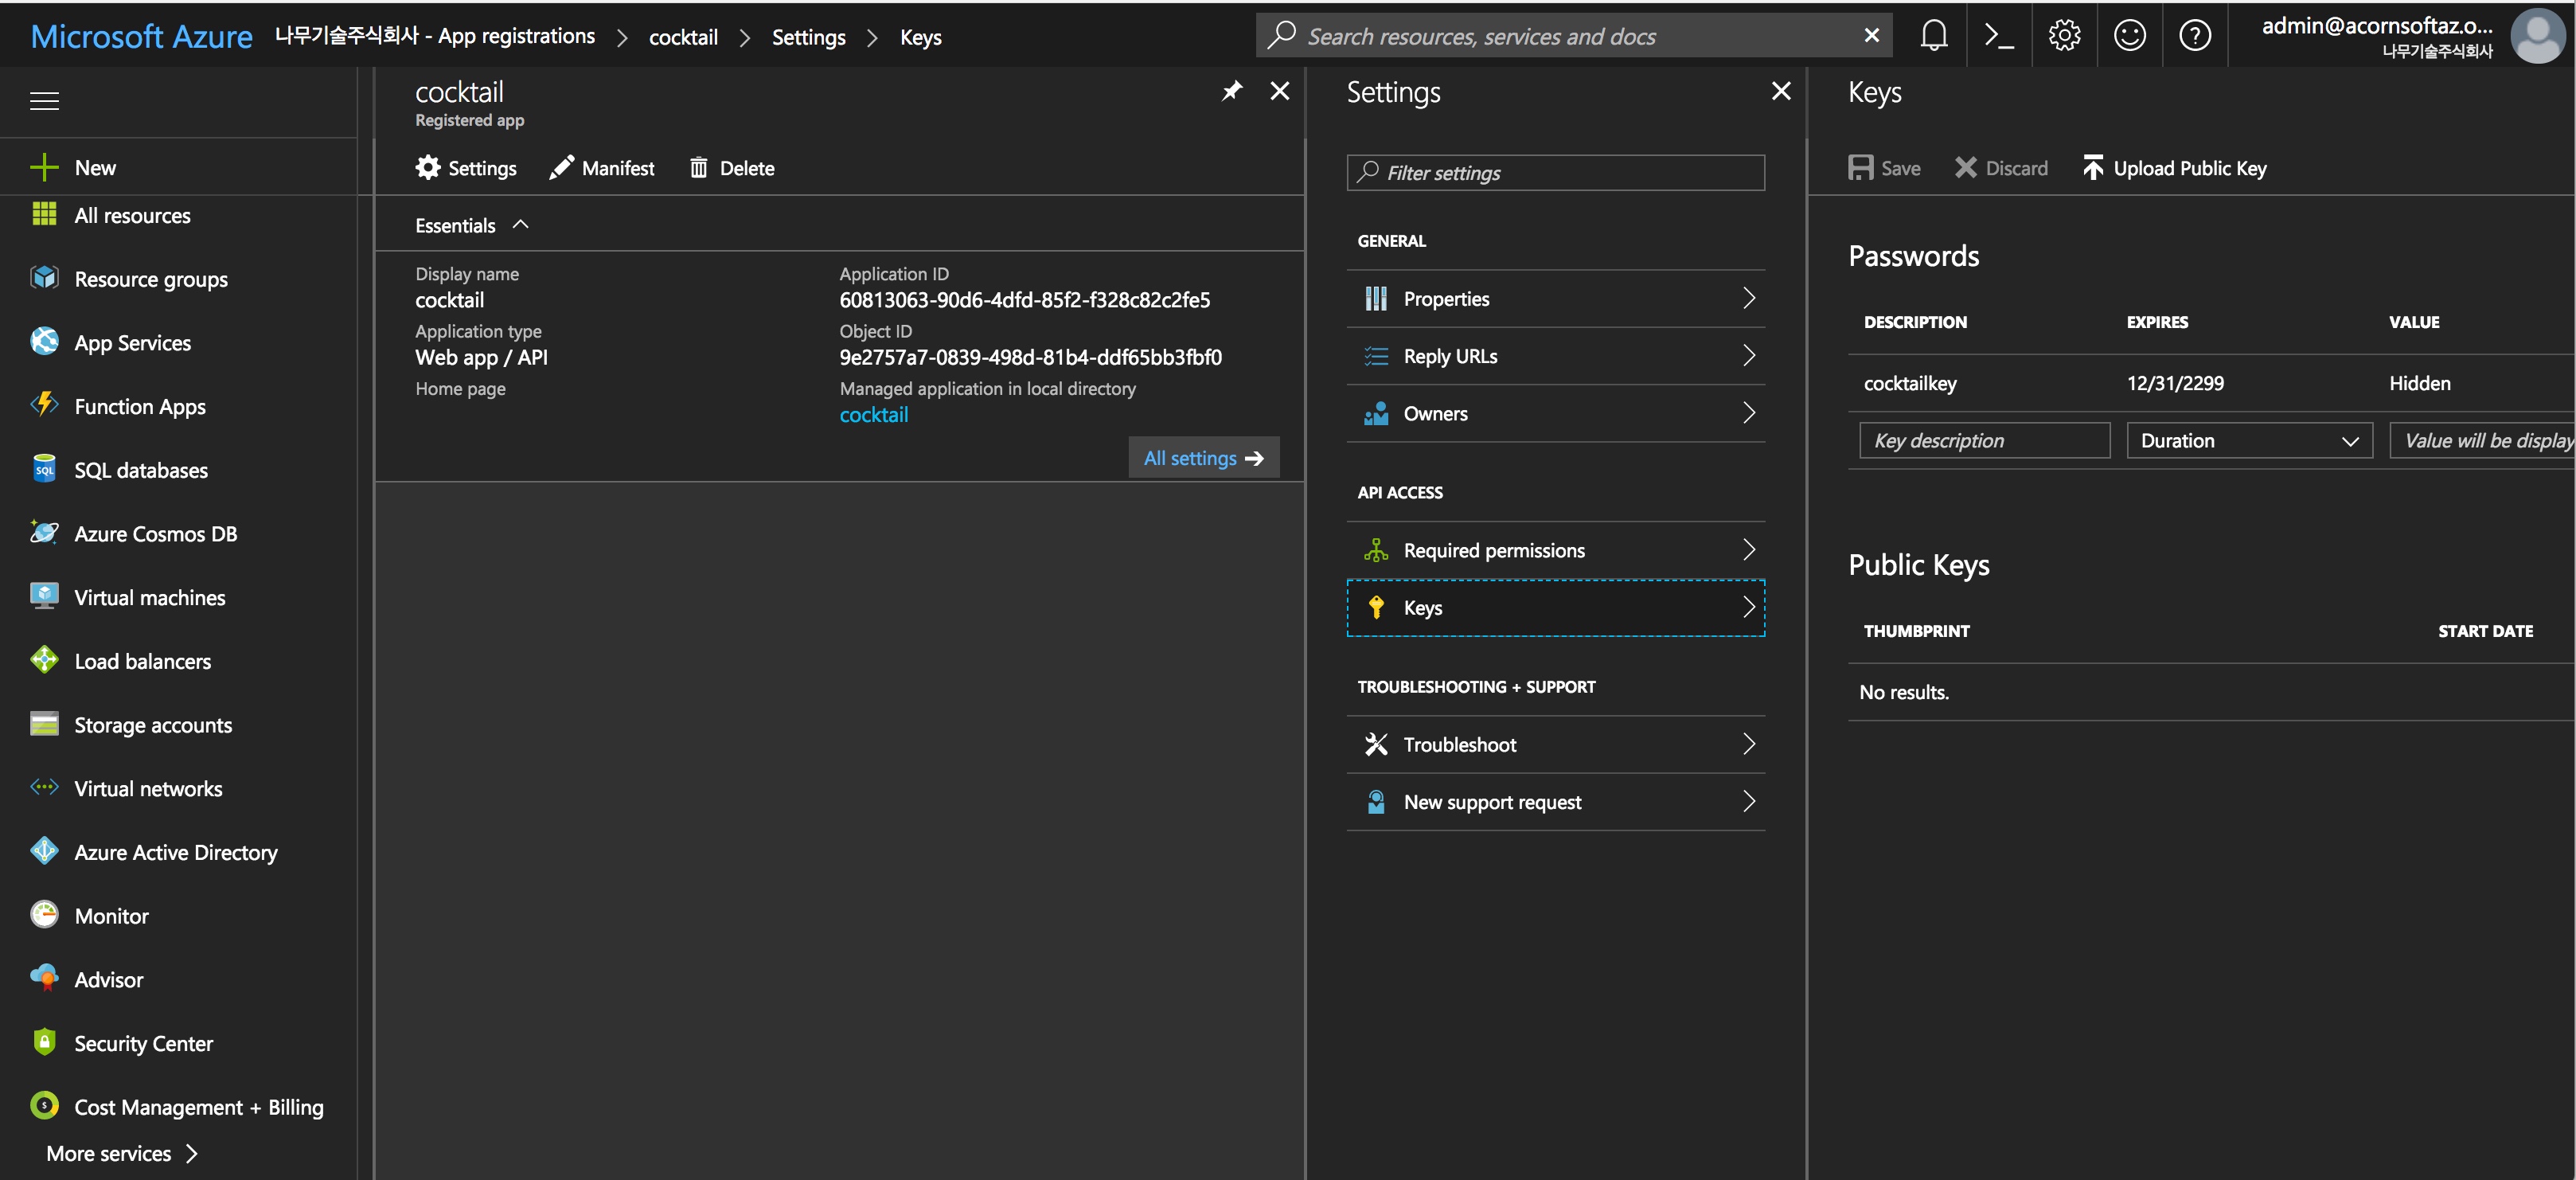 Microsoft Azure 나무기술주식회사 - App registrations > cocktail > Settings > Keys
Search resources, services and docs
admin@acornsoftaz.o...
나무기술주식회사
New
All resources
Resource groups
App Services
Function Apps
SQL
SQL databases
Azure Cosmos DB
Virtual machines
Load balancers
Storage accounts
Virtual networks
Azure Active Directory
Monitor
Advisor
Security Center
Cost Management + Billing
More services >
cocktail
Registered app
Settings Manifest Delete
Essentials
Display name
cocktail
Application type
Web app / API
Home page
Application ID
60813063-90d6-4dfd-85f2-f328c82c2fe5
Object ID
9e2757a7-0839-498d-81b4-ddf65bb3fbf0
Managed application in local directory
cocktail
All settings →
Settings
Filter settings
GENERAL
Properties
Reply URLs
Owners
API ACCESS
Required permissions
Keys
TROUBLESHOOTING + SUPPORT
Troubleshoot
New support request
Keys
Save Discard Upload Public Key
Passwords
DESCRIPTION EXPIRES VALUE
cocktailkey 12/31/2299 Hidden
Key description Duration Value will be display
Public Keys
THUMBPRINT START DATE
No results.